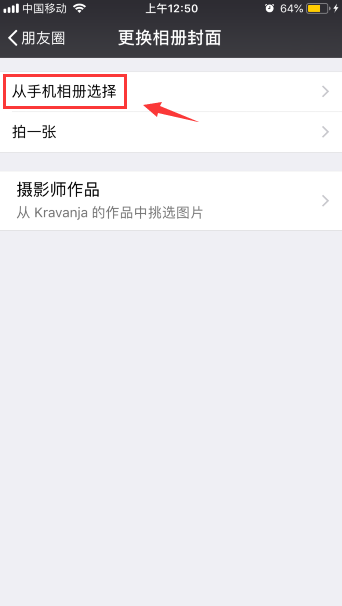 中国移动 上午12:50 64%
朋友圈 更换相册封面
从手机相册选择
拍一张
摄影师作品
从 Kravanja 的作品中挑选图片